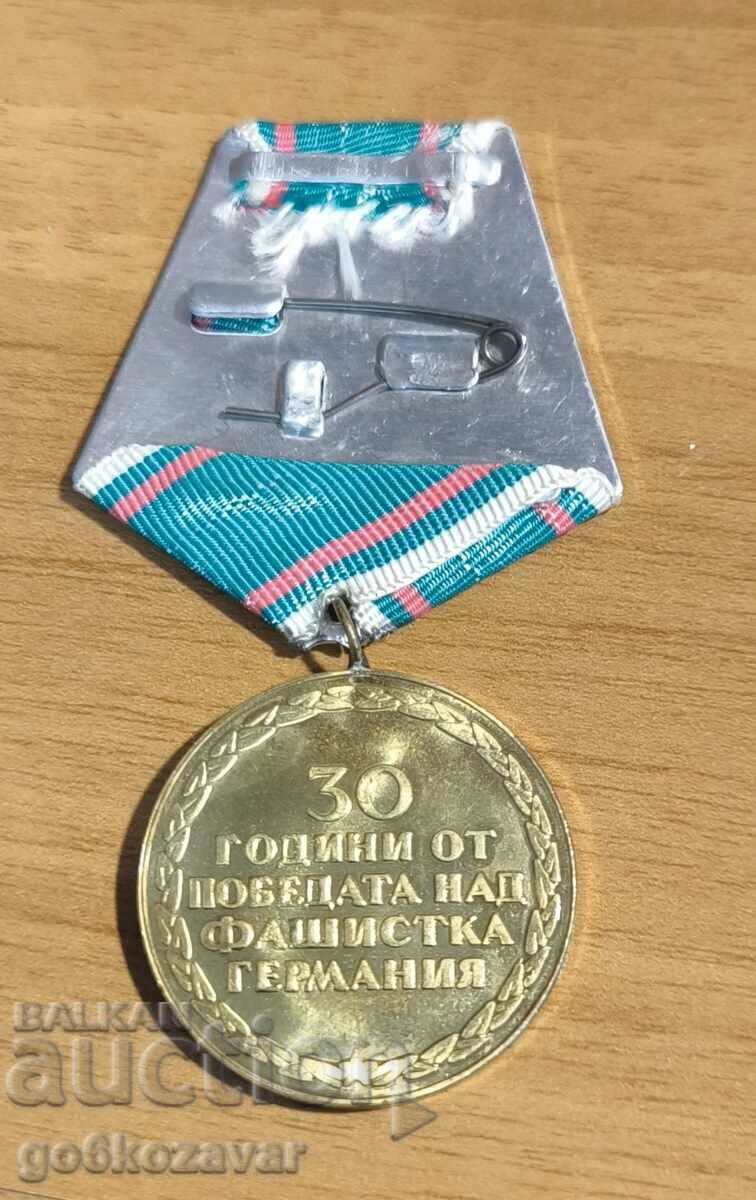 30
ГОДИНИ ОТ
ПОБЕДАТА НАД
ФАШИСТКА
ГЕРМАНИЯ
BALKAN
auction
go6kozavar